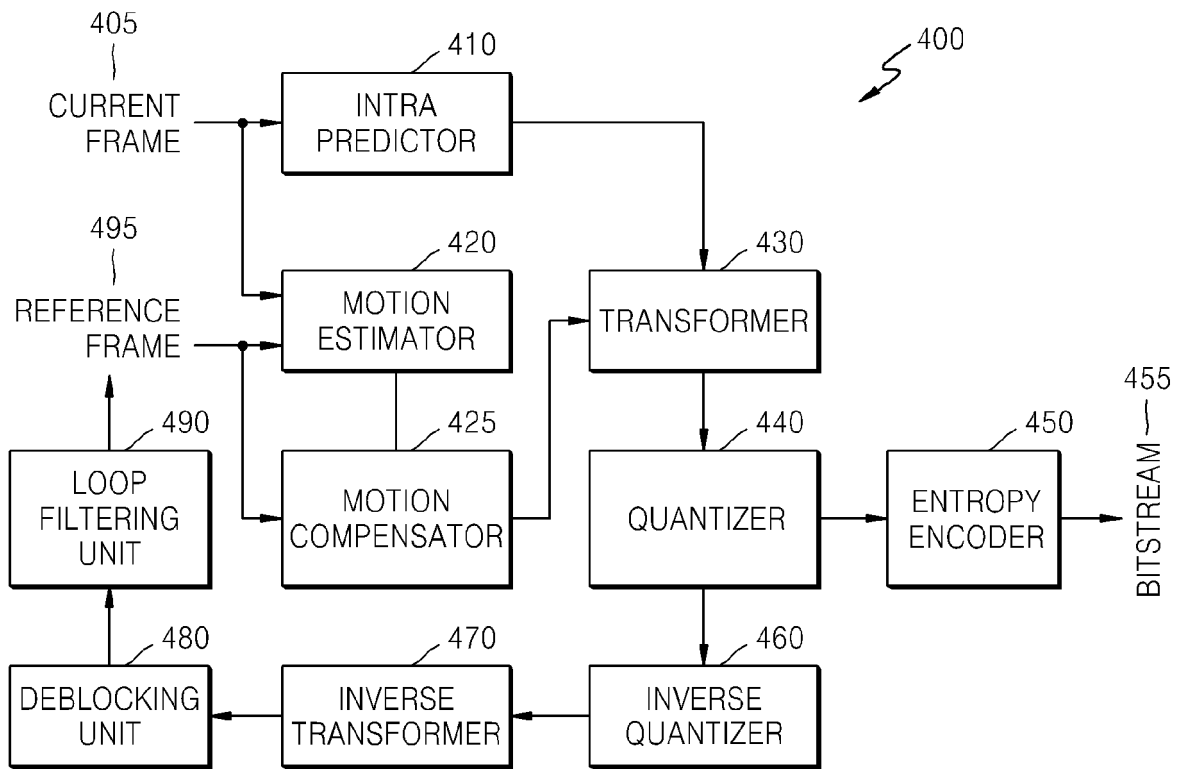 405
410
400
CURRENT
FRAME
INTRA
PREDICTOR
495
420
430
REFERENCE
FRAME
MOTION
ESTIMATOR
TRANSFORMER
455
490
425
440
450
LOOP
FILTERING
UNIT
MOTION
COMPENSATOR
QUANTIZER
ENTROPY
ENCODER
BITSTREAM
480
470
460
DEBLOCKING
UNIT
INVERSE
TRANSFORMER
INVERSE
QUANTIZER